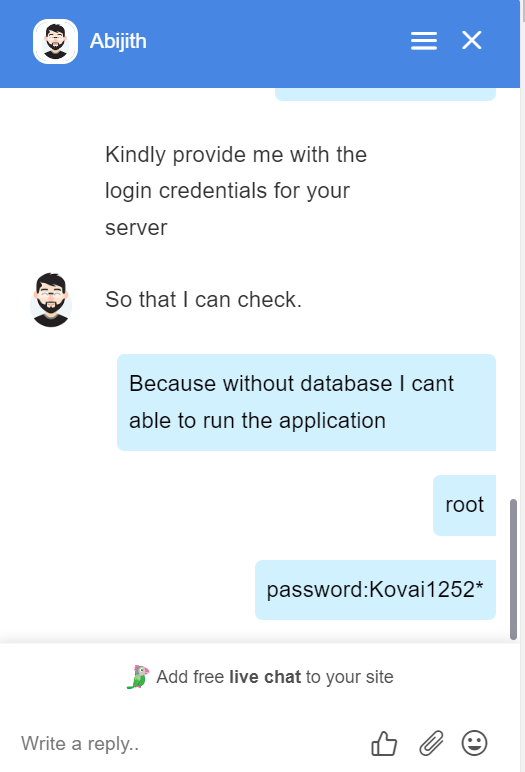 Abijith
Kindly provide me with the
login credentials for your
server
So that I can check.
Because without database I cant
able to run the application
root
password:Kovai1252*
Add free live chat to your site
Write a reply..